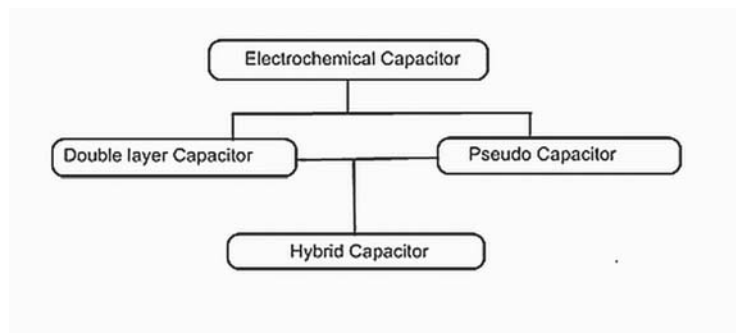 Electrochemical Capacitor
Double layer Capacitor
Pseudo Capacitor
Hybrid Capacitor